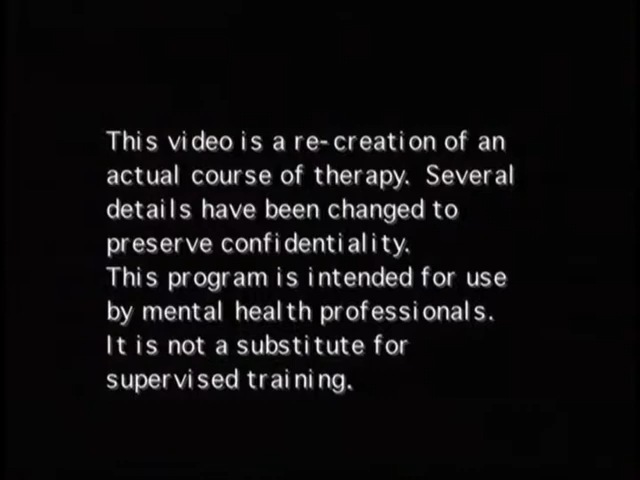 This video is a re-creation of an
actual course of therapy. Several
details have been changed to
preserve confidentiality.
This program is intended for use
by mental health professionals.
It is not a substitute for
supervised training.